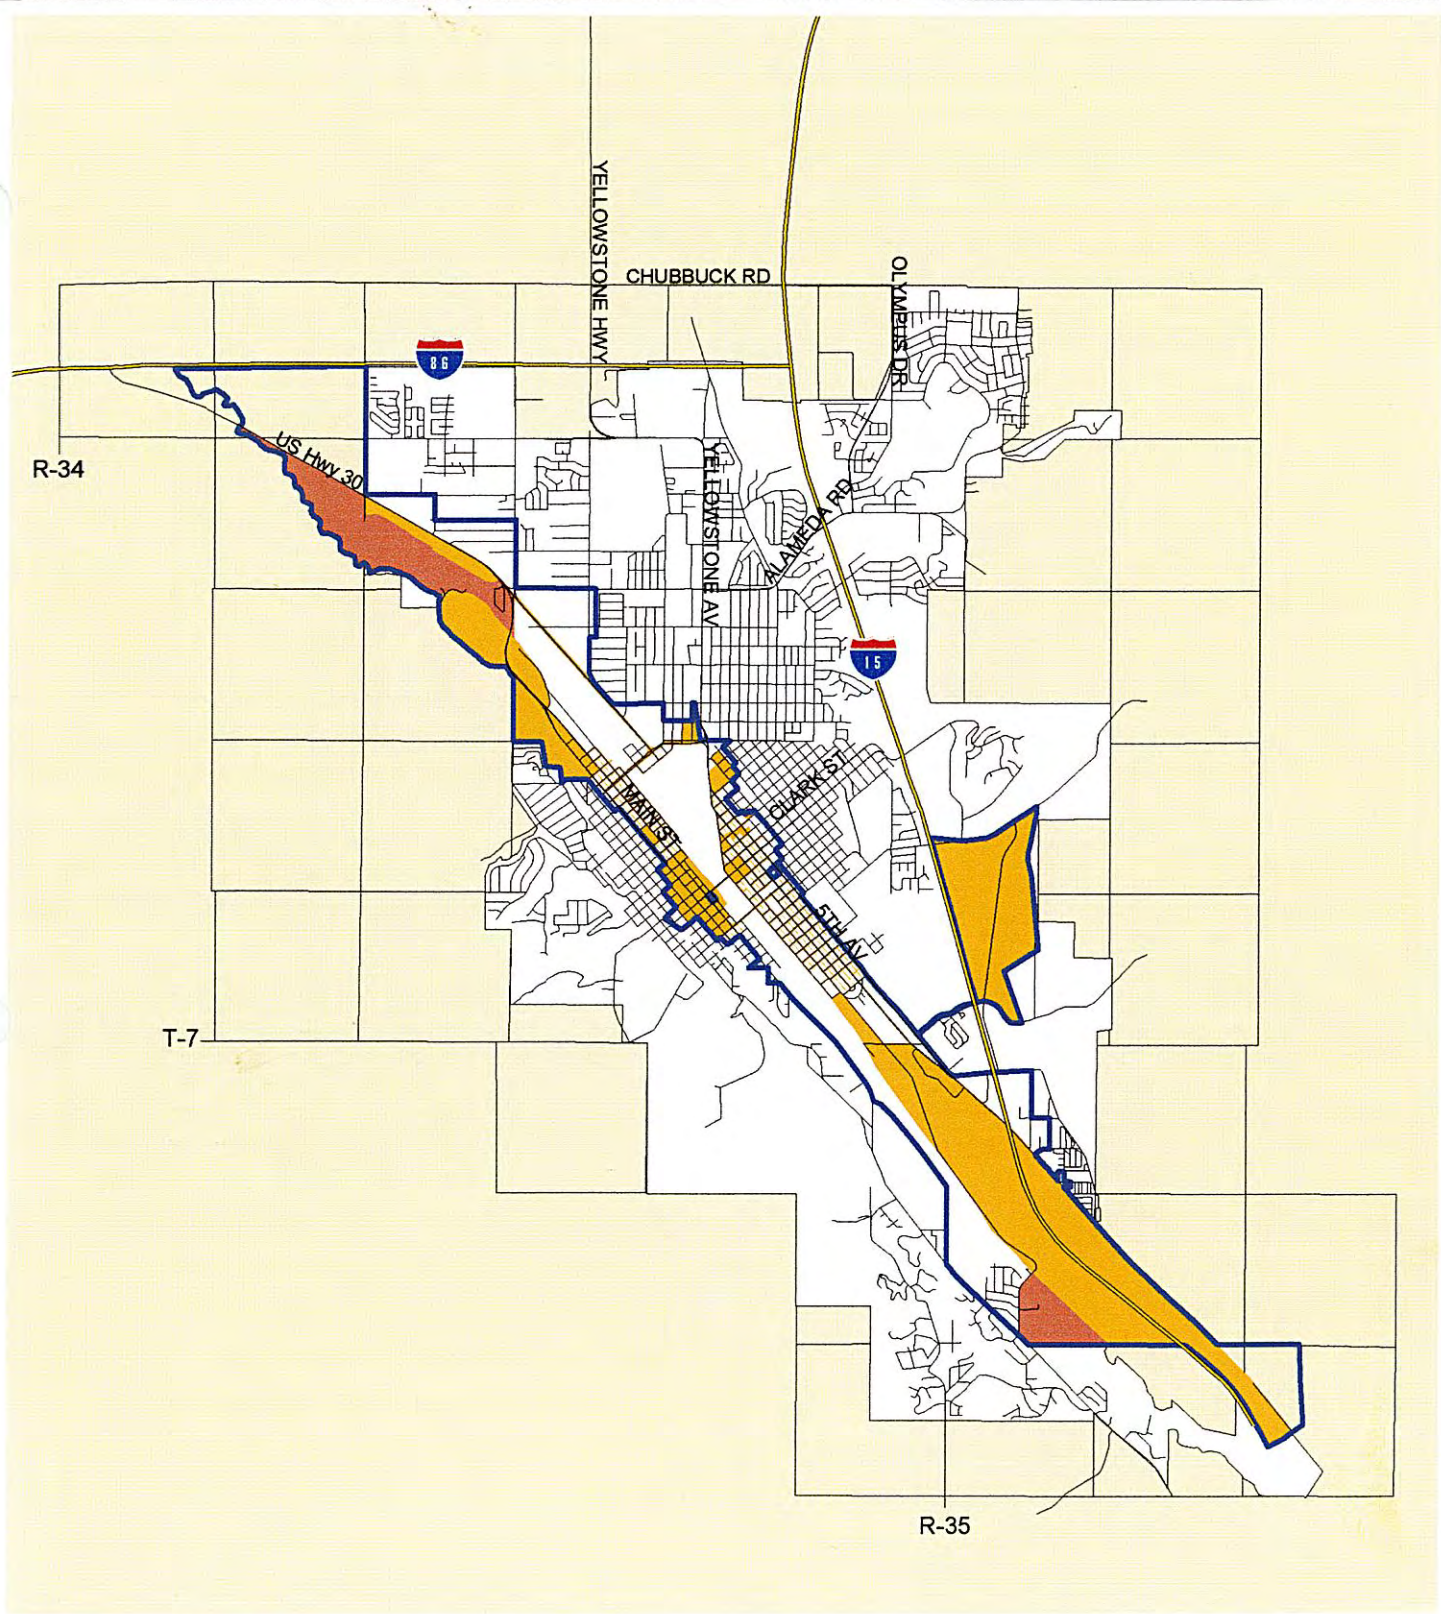 YELLOWSTONE HWY
CHUBBUCK RD
OLYMPUS DR
86
US Hwy 30
R-34
YELLOWSTONE AV
ALAMEDA RD
15
CLARK ST
MAIN ST
5TH AV
T-7
R-35